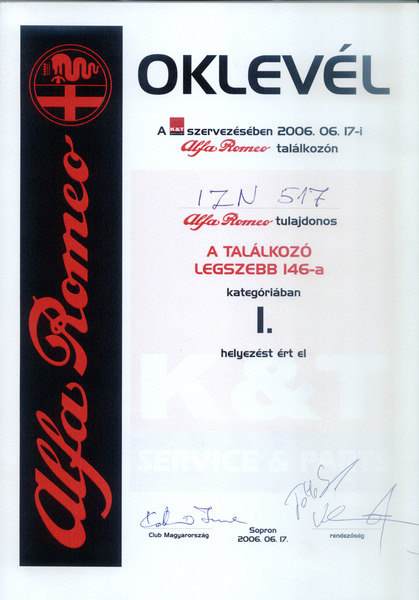 Alfa Romeo
OKLEVÉL
A K&T szervezésében 2006. 06. 17-i
Alfa Romeo találkozón
IZN 517
Alfa Romeo tulajdonos
A TALÁLKOZÓ
LEGSZEBB 146-a
kategóriában
I.
helyezést ért el
K&T
SERVICE & PARTS
Club Magyarország
Sopron
2006. 06. 17.
rendezőség